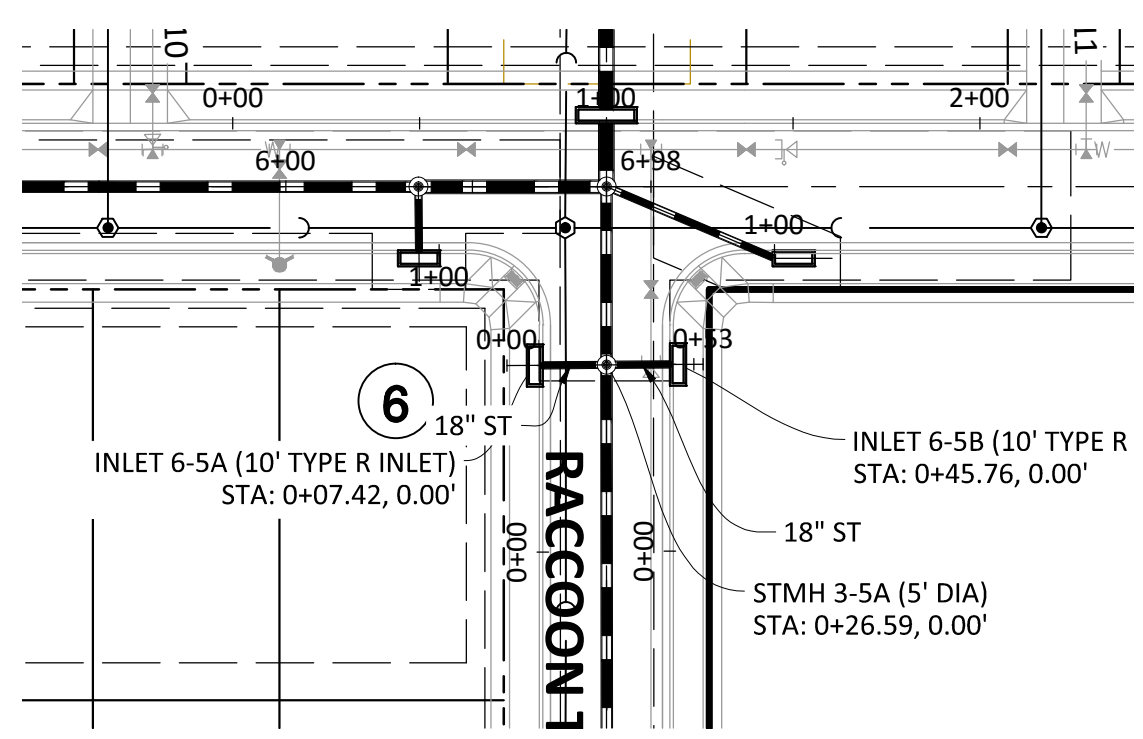 10
L1
0+00
1+00
2+00
6+00
6+98
W
W
1+00
1+00
0+00
0+53
6
18" ST
INLET 6-5A (10' TYPE R INLET)
STA: 0+07.42, 0.00'
INLET 6-5B (10' TYPE R
STA: 0+45.76, 0.00'
18" ST
0+00
0+00
RACCOON T
STMH 3-5A (5' DIA)
STA: 0+26.59, 0.00'